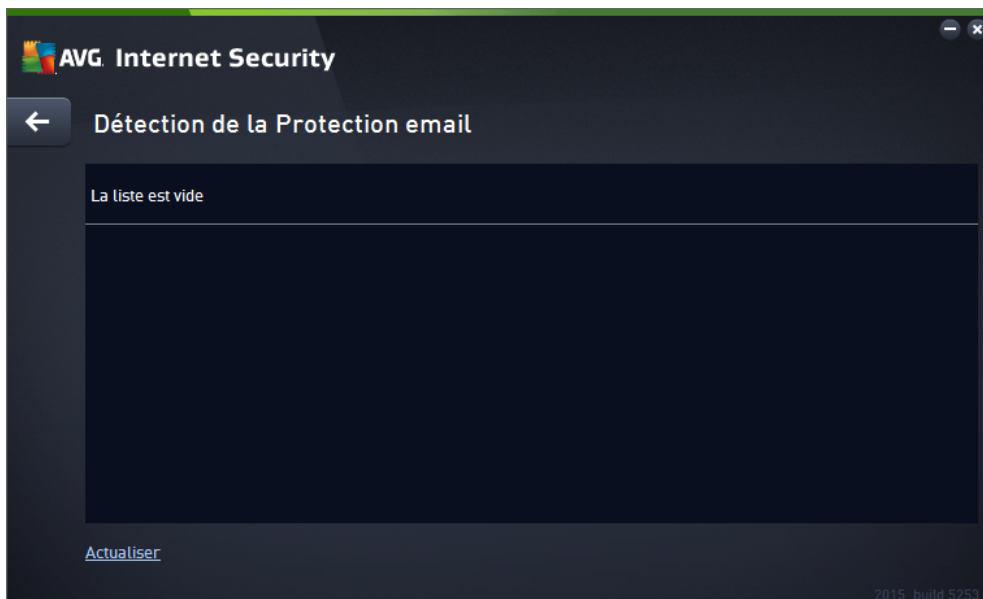 AVG. Internet Security
Détection de la Protection email
La liste est vide
Actualiser
2015 build 5253